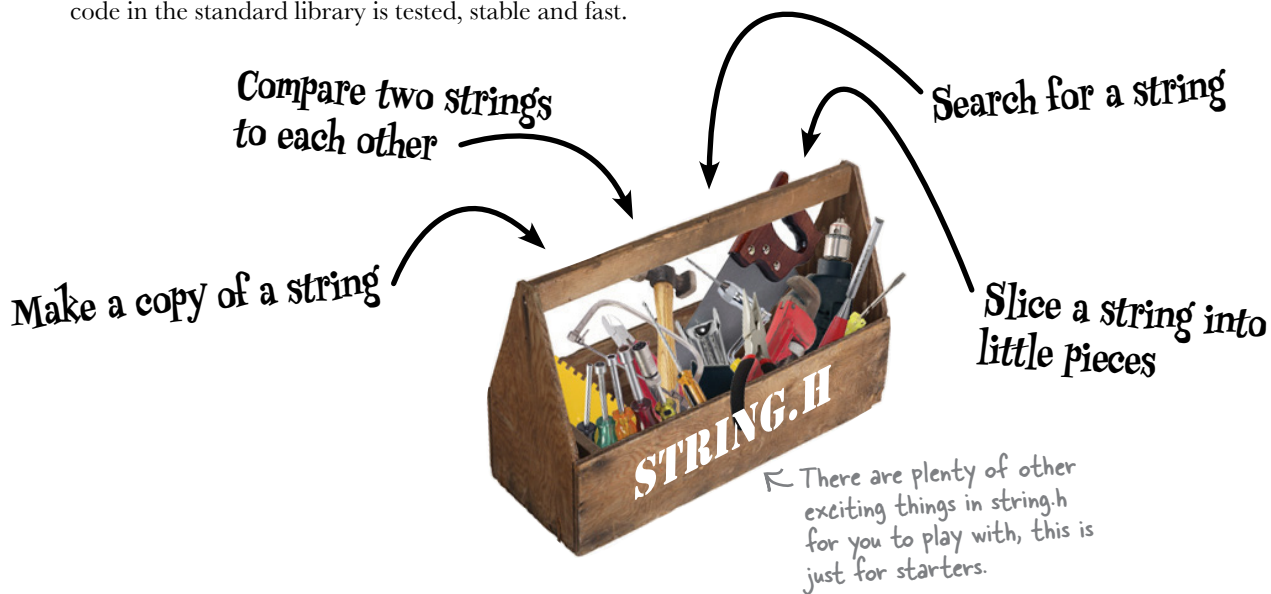 code in the standard library is tested, stable and fast.
Compare two strings
to each other
Search for a string
Make a copy of a string
Slice a string into
little pieces
STRING.H
There are plenty of other
exciting things in string.h
for you to play with, this is
just for starters.